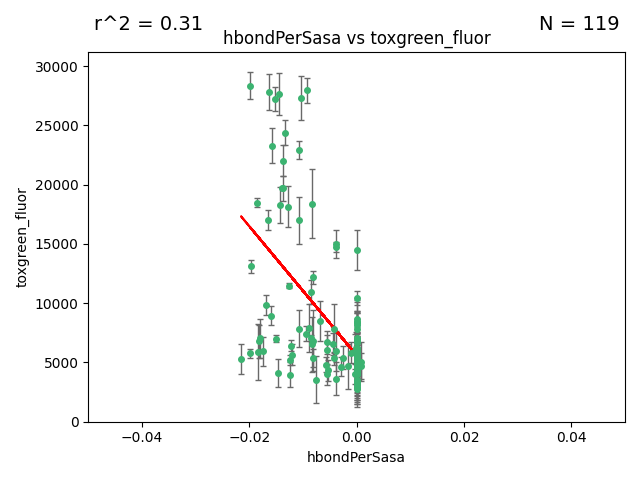 r^2 = 0.31
N = 119
hbondPerSasa vs toxgreen_fluor
30000
25000
20000
15000
10000
5000
0
toxgreen_fluor
−0.04
−0.02
0.00
0.02
0.04
hbondPerSasa